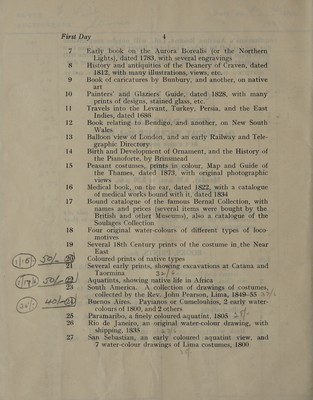 First Day 4
7 Early book on the Aurora Borealis (or the Northern
Lights), dated 1783, with several engravings
8 History and antiquities of the Deanery of Craven, dated
1812, with many illustrations, views, etc.
9 Book of caricatures by Bunbury, and another, on native
art
10 Painters' and Glaziers' Guide, dated 1828, with many
prints of designs, stained glass, etc.
11 Travels into the Levant, Turkey, Persia, and the East
Indies, dated 1686
12 Book relating to Bendigo, and another, on New South
Wales
13 Balloon view of London, and an early Railway and Tele-
graphic Directory
14 Birth and Development of Ornament, and the History of
the Pianoforte, by Brinsmead
15 Peasant costumes, prints in colour, Map and Guide of
the Thames, dated 1873, with original photographic
views
16 Medical book, on the ear, dated 1822, with a catalogue
of medical works bound with it, dated 1834
17 Bound catalogue of the famous Bernal Collection, with
names and prices (several items were bought by the
British and other Museums), also a catalogue of the
Soulages Collection
18 Four original water-colours of different types of loco-
motives
19 Several 18th Century prints of the costume in the Near
East
50/- 20 Coloured prints of native types
21 Several early prints, showing excavations at Catana and
Taormina
50/- 22 Aquatints, showing native life in Africa
23 South America. A collection of drawings of costumes,
collected by the Rev. John Pearson, Lima, 1849-55
40/- 24 Buenos Aires. Payianos or Cameloubios, 2 early water-
colours of 1800, and 2 others
25 Paramaribo, a finely coloured aquatint, 1805
26 Rio de Janeiro, an original water-colour drawing, with
shipping, 1835
27 San Sebastian, an early coloured aquatint view, and
7 water-colour drawings of Lima costumes, 1800